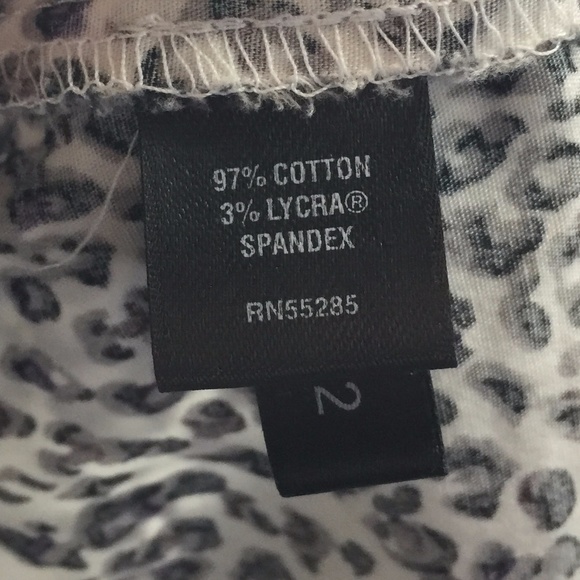 97% COTTON
3% LYCRA®
SPANDEX
RN55285
2